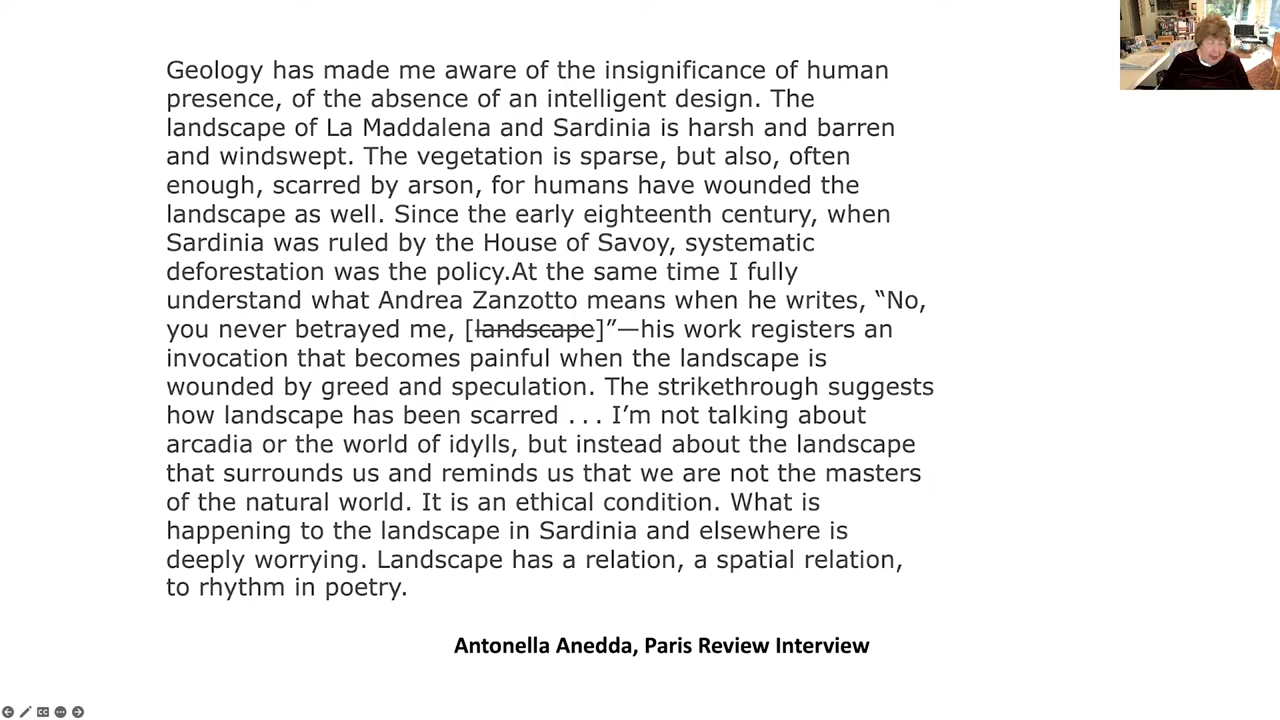 Geology has made me aware of the insignificance of human
presence, of the absence of an intelligent design. The
landscape of La Maddalena and Sardinia is harsh and barren
and windswept. The vegetation is sparse, but also, often
enough, scarred by arson, for humans have wounded the
landscape as well. Since the early eighteenth century, when
Sardinia was ruled by the House of Savoy, systematic
deforestation was the policy.At the same time I fully
understand what Andrea Zanzotto means when he writes, “No,
you never betrayed me, [landscape]”—his work registers an
invocation that becomes painful when the landscape is
wounded by greed and speculation. The strikethrough suggests
how landscape has been scarred . . . I’m not talking about
arcadia or the world of idylls, but instead about the landscape
that surrounds us and reminds us that we are not the masters
of the natural world. It is an ethical condition. What is
happening to the landscape in Sardinia and elsewhere is
deeply worrying. Landscape has a relation, a spatial relation,
to rhythm in poetry.
Antonella Anedda, Paris Review Interview